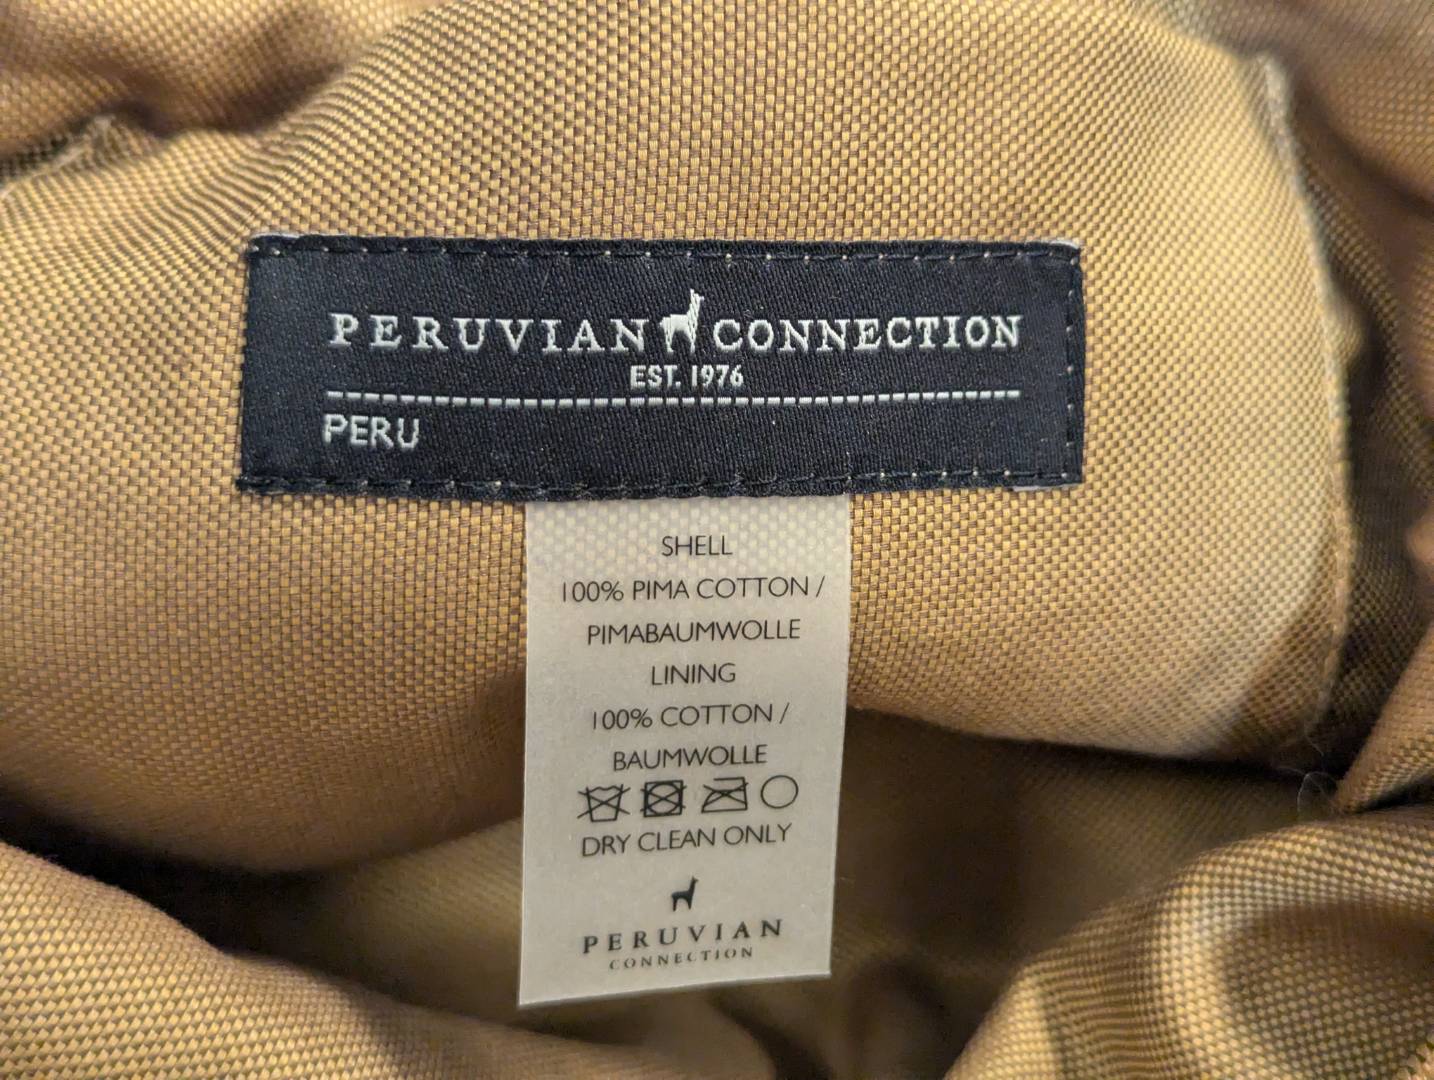 PERUVIAN CONNECTION
EST. 1976
PERU
SHELL
100% PIMA COTTON /
PIMABAUMWOLLE
LINING
100% COTTON /
BAUMWOLLE
DRY CLEAN ONLY
PERUVIAN
CONNECTION